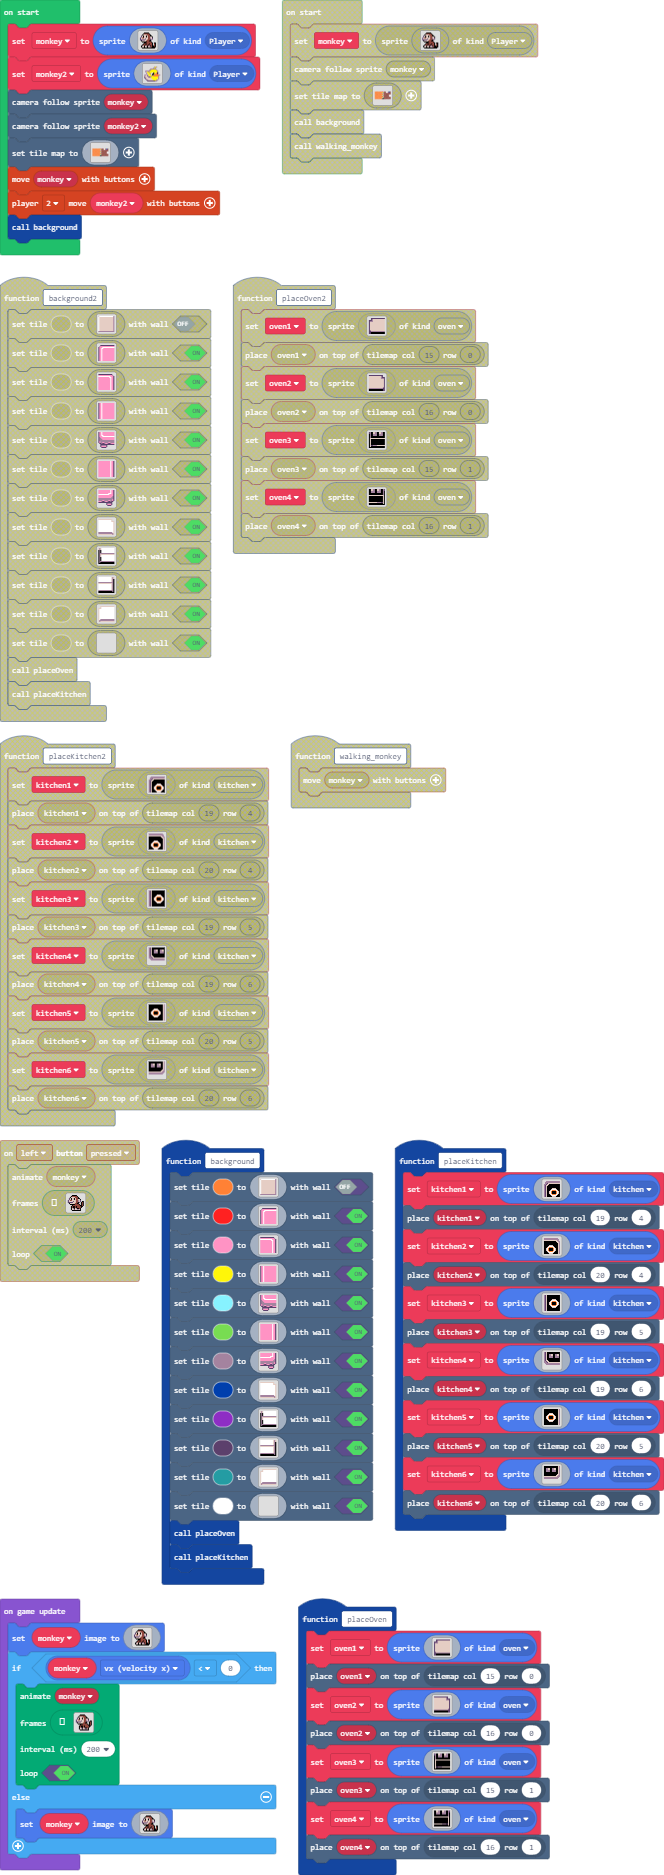 on start
set monkey to sprite of kind Player
set monkey2 to sprite of kind Player
camera follow sprite monkey
camera follow sprite monkey2
set tile map to
move monkey with buttons
player 2 move monkey2 with buttons
call background
on start
set monkey to sprite of kind Player
camera follow sprite monkey
set tile map to
call background
call walking_monkey
function background2
set tile to with wall OFF
set tile to with wall ON
set tile to with wall ON
set tile to with wall ON
set tile to with wall ON
set tile to with wall ON
set tile to with wall ON
set tile to with wall ON
set tile to with wall ON
set tile to with wall ON
set tile to with wall ON
set tile to with wall ON
call placeOven
call placeKitchen
function placeOven2
set oven1 to sprite of kind oven
place oven1 on top of tilemap col 15 row 0
set oven2 to sprite of kind oven
place oven2 on top of tilemap col 16 row 0
set oven3 to sprite of kind oven
place oven3 on top of tilemap col 15 row 1
set oven4 to sprite of kind oven
place oven4 on top of tilemap col 16 row 1
function placeKitchen2
set kitchen1 to sprite of kind kitchen
place kitchen1 on top of tilemap col 19 row 4
set kitchen2 to sprite of kind kitchen
place kitchen2 on top of tilemap col 20 row 4
set kitchen3 to sprite of kind kitchen
place kitchen3 on top of tilemap col 19 row 5
set kitchen4 to sprite of kind kitchen
place kitchen4 on top of tilemap col 19 row 6
set kitchen5 to sprite of kind kitchen
place kitchen5 on top of tilemap col 20 row 5
set kitchen6 to sprite of kind kitchen
place kitchen6 on top of tilemap col 20 row 6
function walking_monkey
move monkey with buttons
on left button pressed
animate monkey
frames
interval (ms) 200
loop ON
function background
set tile to with wall OFF
set tile to with wall ON
set tile to with wall ON
set tile to with wall ON
set tile to with wall ON
set tile to with wall ON
set tile to with wall ON
set tile to with wall ON
set tile to with wall ON
set tile to with wall ON
set tile to with wall ON
set tile to with wall ON
call placeOven
call placeKitchen
function placeKitchen
set kitchen1 to sprite of kind kitchen
place kitchen1 on top of tilemap col 19 row 4
set kitchen2 to sprite of kind kitchen
place kitchen2 on top of tilemap col 20 row 4
set kitchen3 to sprite of kind kitchen
place kitchen3 on top of tilemap col 19 row 5
set kitchen4 to sprite of kind kitchen
place kitchen4 on top of tilemap col 19 row 6
set kitchen5 to sprite of kind kitchen
place kitchen5 on top of tilemap col 20 row 5
set kitchen6 to sprite of kind kitchen
place kitchen6 on top of tilemap col 20 row 6
on game update
set monkey image to
if monkey vx (velocity x) < 0 then
animate monkey
frames
interval (ms) 200
loop ON
else
set monkey image to
function placeOven
set oven1 to sprite of kind oven
place oven1 on top of tilemap col 15 row 0
set oven2 to sprite of kind oven
place oven2 on top of tilemap col 16 row 0
set oven3 to sprite of kind oven
place oven3 on top of tilemap col 15 row 1
set oven4 to sprite of kind oven
place oven4 on top of tilemap col 16 row 1